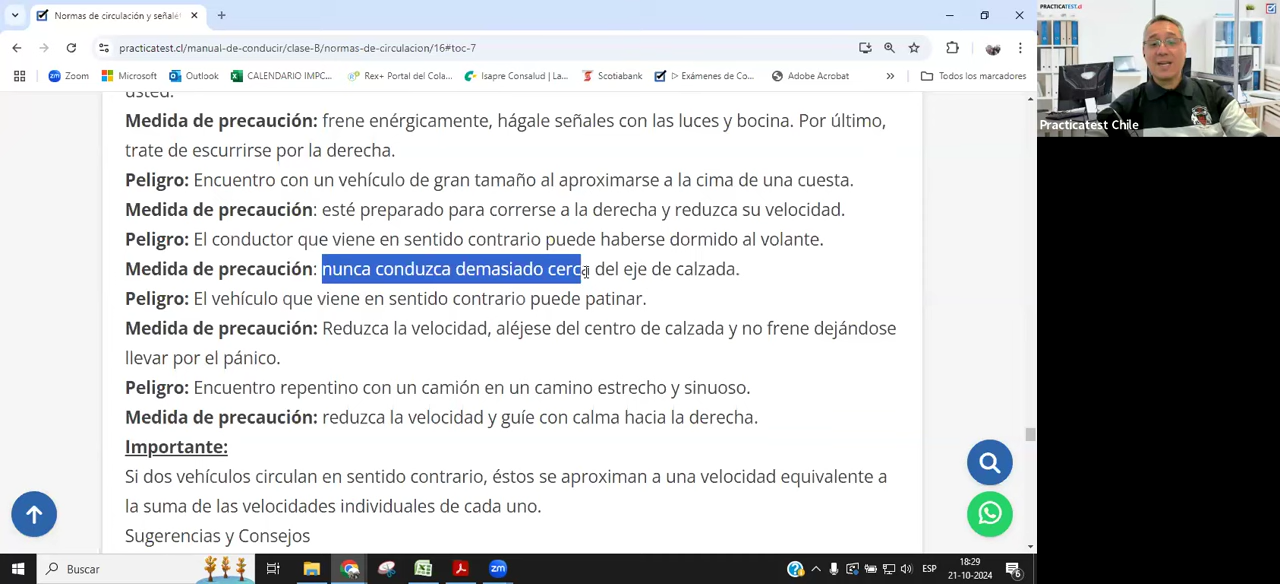 Normas de circulación y señalét
practicatest.cl/manual-de-conducir/clase-B/normas-de-circulacion/16#toc-7
Zoom Microsoft Outlook CALENDARIO IMPC... Rex+ Portal del Cola... Isapre Consalud | La... Scotiabank ▷ Exámenes de Co... Adobe Acrobat » Todos los marcadores
PRACTICATEST.cl
Practicatest Chile
usted.
Medida de precaución: frene enérgicamente, hágale señales con las luces y bocina. Por último,
trate de escurrirse por la derecha.
Peligro: Encuentro con un vehículo de gran tamaño al aproximarse a la cima de una cuesta.
Medida de precaución: esté preparado para correrse a la derecha y reduzca su velocidad.
Peligro: El conductor que viene en sentido contrario puede haberse dormido al volante.
Medida de precaución: nunca conduzca demasiado cerca del eje de calzada.
Peligro: El vehículo que viene en sentido contrario puede patinar.
Medida de precaución: Reduzca la velocidad, aléjese del centro de calzada y no frene dejándose
llevar por el pánico.
Peligro: Encuentro repentino con un camión en un camino estrecho y sinuoso.
Medida de precaución: reduzca la velocidad y guíe con calma hacia la derecha.
Importante:
Si dos vehículos circulan en sentido contrario, éstos se aproximan a una velocidad equivalente a
la suma de las velocidades individuales de cada uno.
Sugerencias y Consejos
Buscar
zm
ESP
18:29
21-10-2024
6